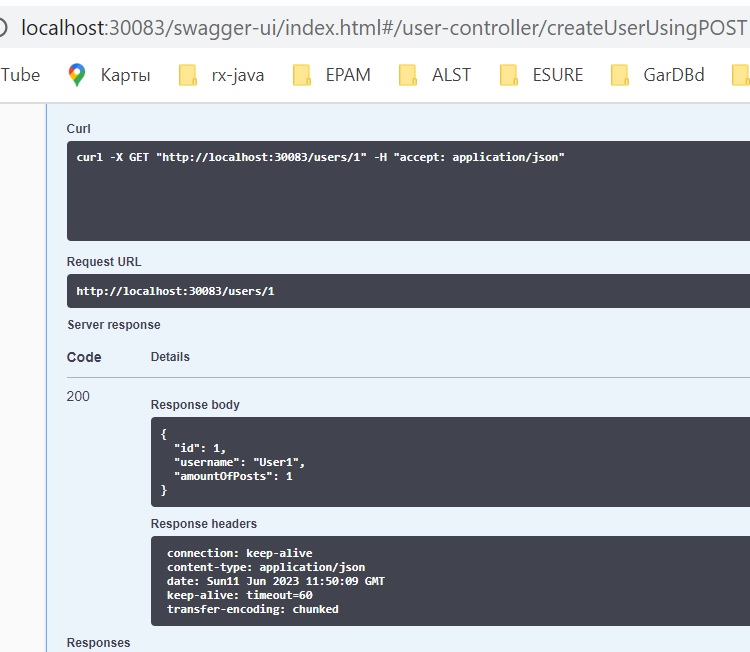 localhost:30083/swagger-ui/index.html#/user-controller/createUserUsingPOST
Tube Карты rx-java EPAM ALST ESURE GarDBd
Curl
curl -X GET "http://localhost:30083/users/1" -H "accept: application/json"
Request URL
http://localhost:30083/users/1
Server response
Code Details
200
Response body
{
"id": 1,
"username": "User1",
"amountOfPosts": 1
}
Response headers
connection: keep-alive
content-type: application/json
date: Sun11 Jun 2023 11:50:09 GMT
keep-alive: timeout=60
transfer-encoding: chunked
Responses